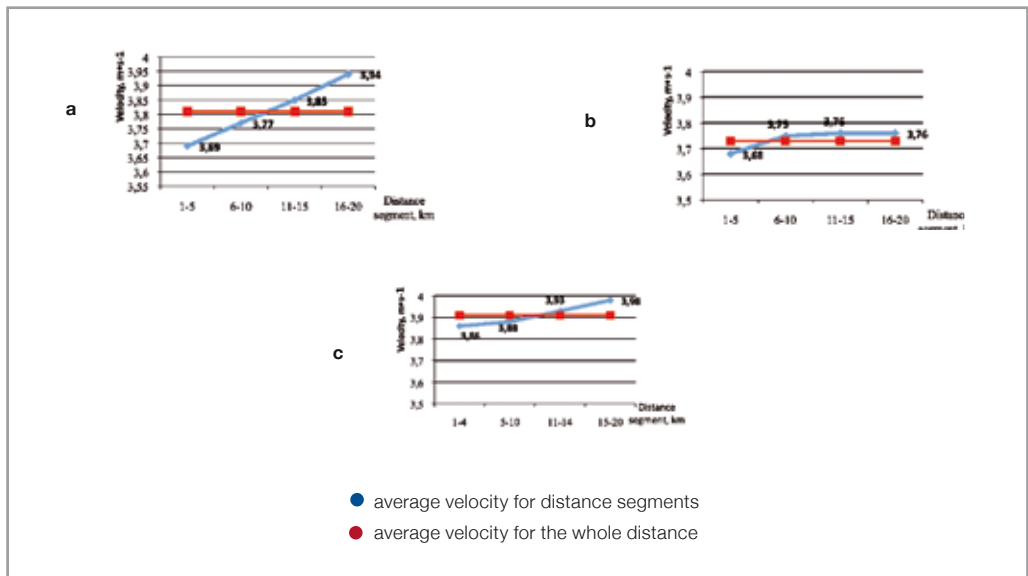 a
Velocity, m•s-1
4
3,95
3,9
3,85
3,8
3,75
3,7
3,65
3,6
3,55
3,69
3,77
3,85
3,94
1-5 6-10 11-15 16-20
Distance
segment, km
b
Velocity, m•s-1
4
3,9
3,8
3,7
3,6
3,5
3,68
3,75
3,76
3,76
1-5 6-10 11-15 16-20
c
Velocity, m•s-1
4
3,9
3,8
3,7
3,6
3,5
3,86
3,88
3,93
3,98
1-4 5-10 11-14 15-20
Distance
segment, km
average velocity for distance segments
average velocity for the whole distance